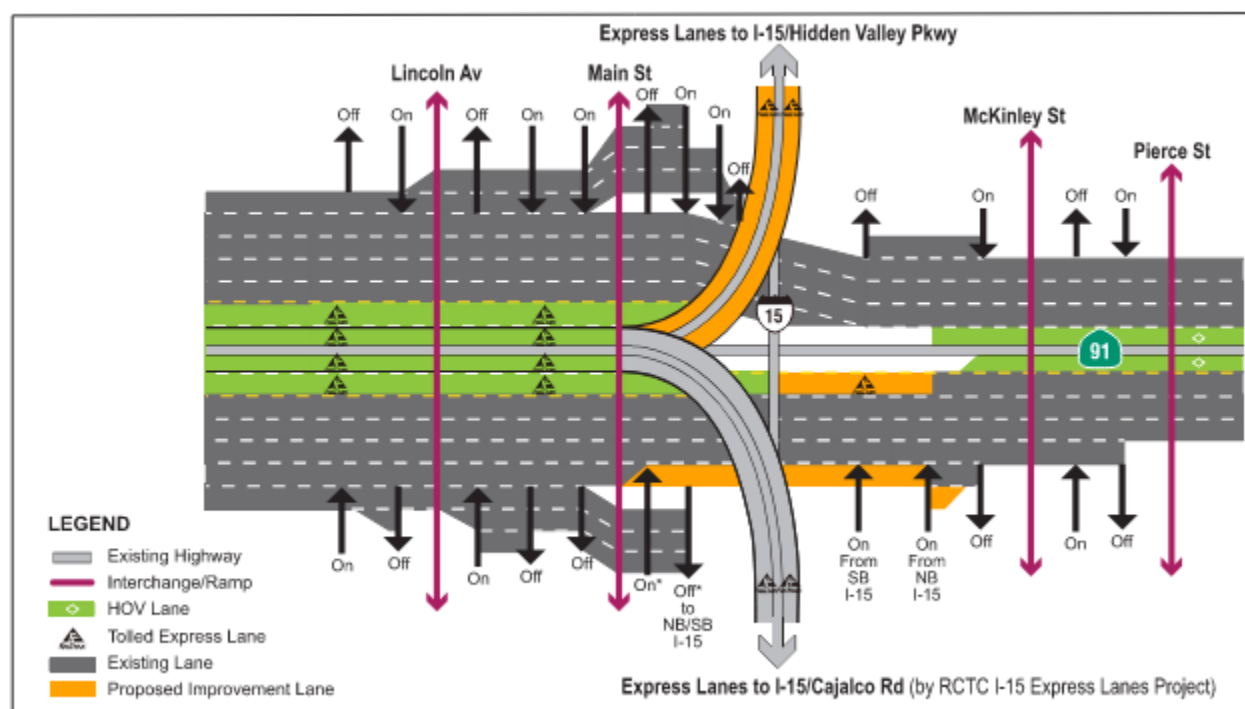 Express Lanes to I-15/Hidden Valley Pkwy
Lincoln Av
Main St
McKinley St
Pierce St
Off
On
Off
On
On
Off
On
On
Off
Off
On
Off
On
15
91
On
Off
On
Off
Off
On*
Off*
to
NB/SB
I-15
On
From
SB
I-15
On
From
NB
I-15
Off
On
Off
LEGEND
Existing Highway
Interchange/Ramp
HOV Lane
Tolled Express Lane
Existing Lane
Proposed Improvement Lane
Express Lanes to I-15/Cajalco Rd (by RCTC I-15 Express Lanes Project)